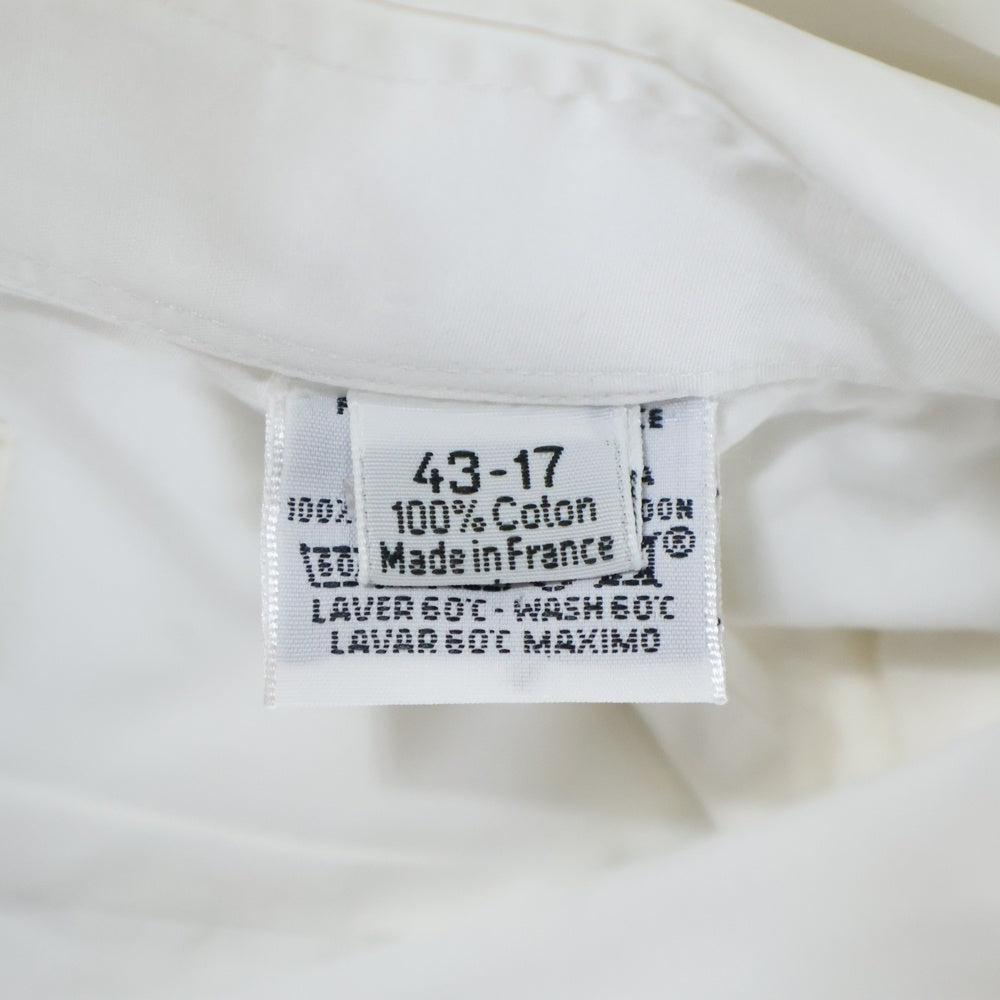 43-17
100% Coton
Made in France
LAVER 60°C - WASH 60°C
LAVAR 60°C MAXIMO